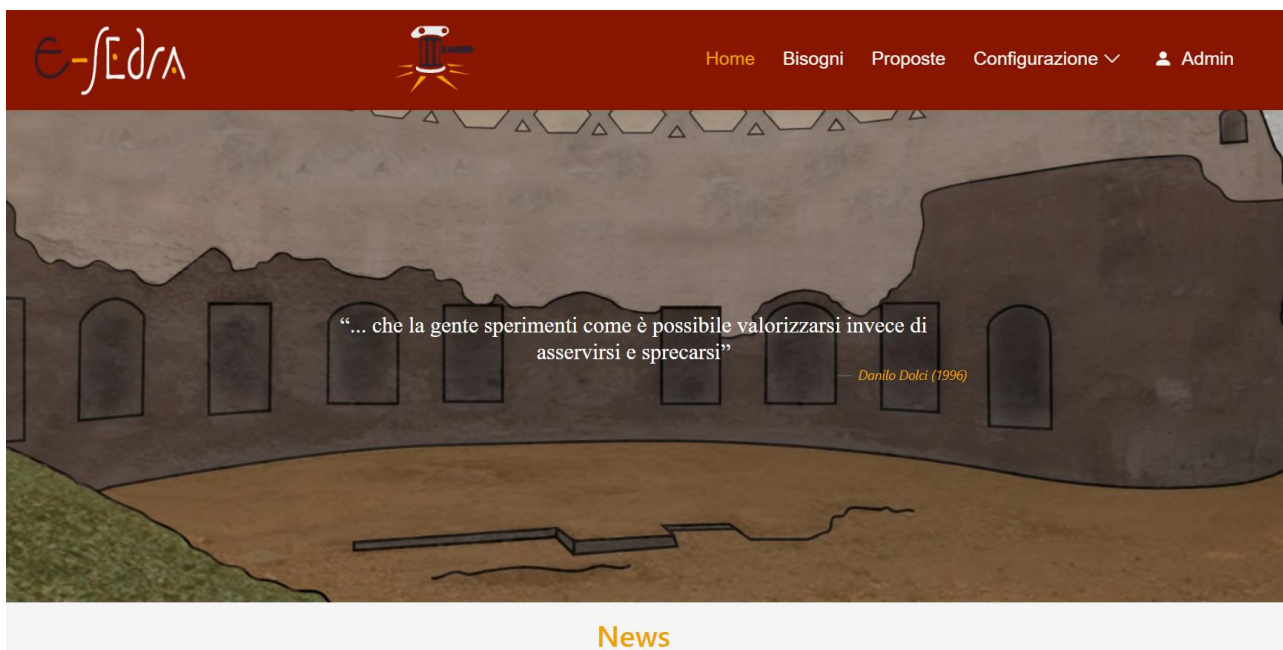 e-sedra
Home Bisogni Proposte Configurazione Admin
“... che la gente sperimenti come è possibile valorizzarsi invece di
asservirsi e sprecarsi”
— Danilo Dolci (1996)
News